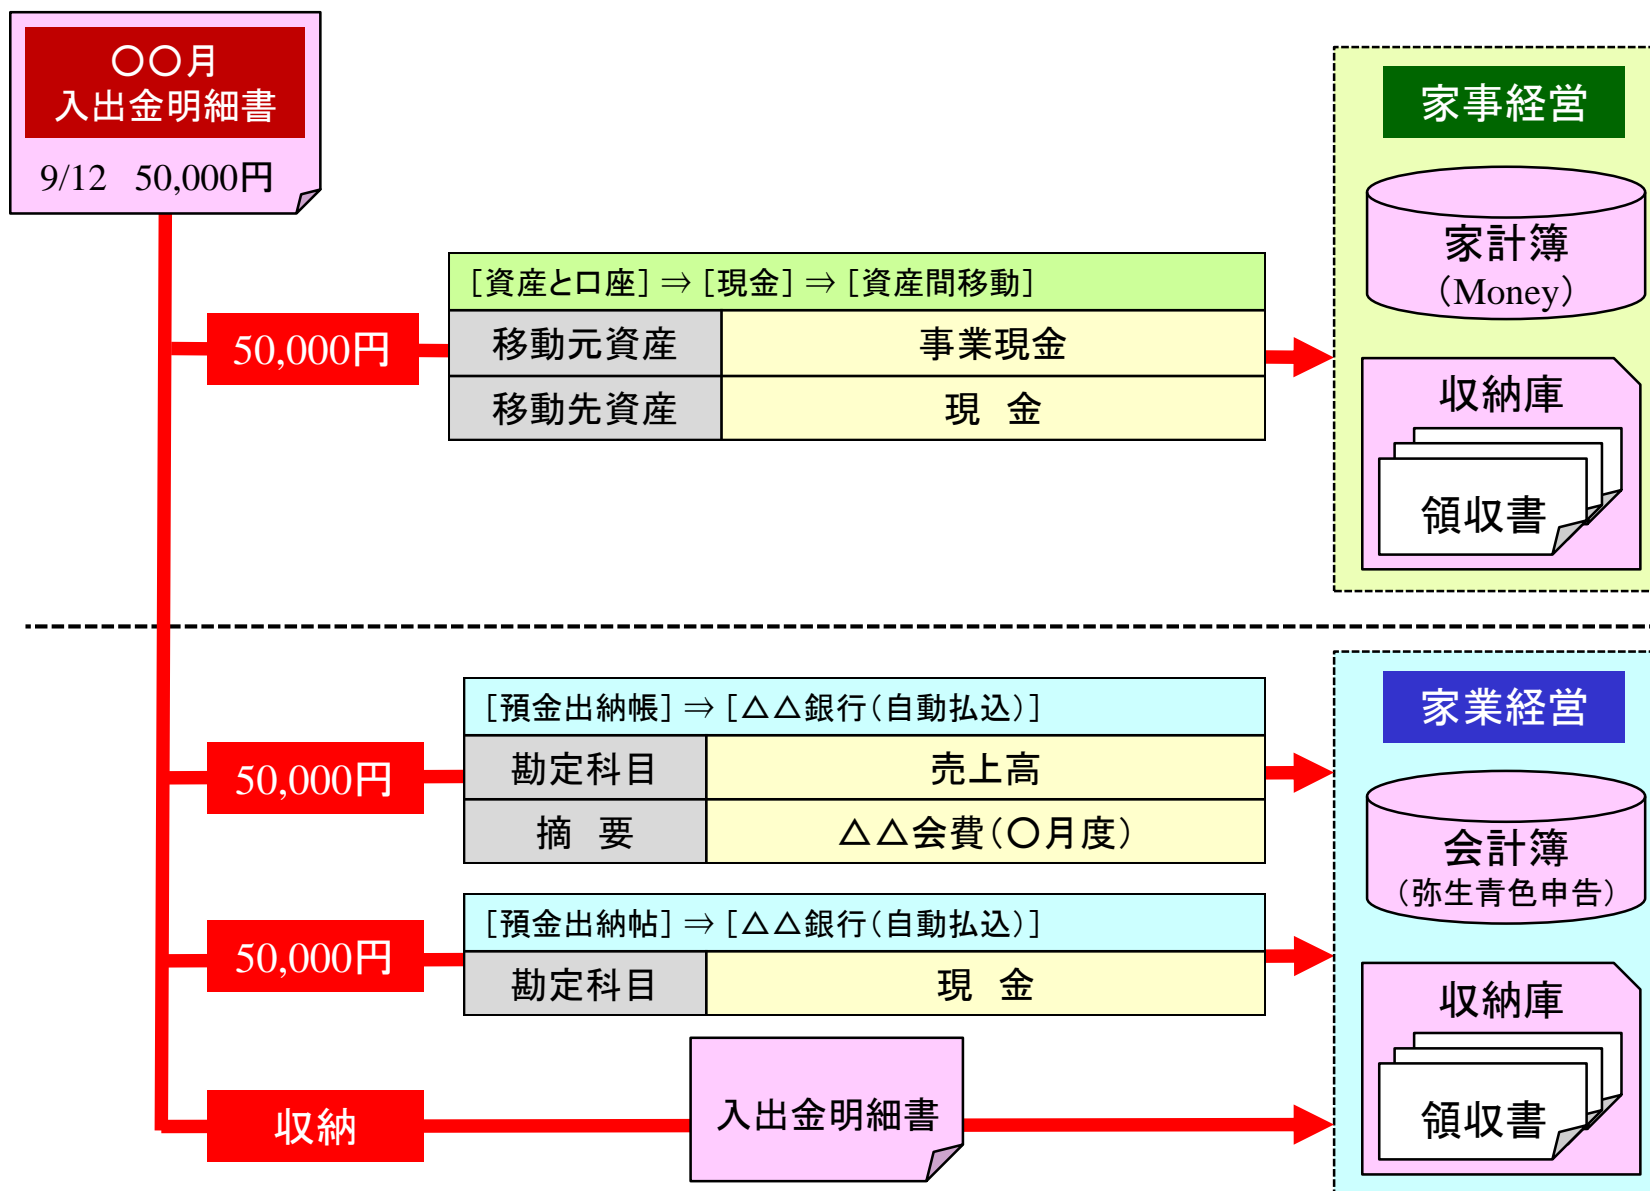 〇〇月
入出金明細書
9/12 50,000円
家事経営
家計簿
（Money）
[資産と口座]⇒[現金]⇒[資産間移動]
50,000円
移動元資産 事業現金
移動先資産 現 金
収納庫
領収書
家業経営
[預金出納帳]⇒[△△銀行（自動払込）]
50,000円
勘定科目 売上高
摘 要 △△会費（〇月度）
会計簿
（弥生青色申告）
[預金出納帖]⇒[△△銀行（自動払込）]
50,000円
勘定科目 現 金
収納庫
領収書
収納
入出金明細書